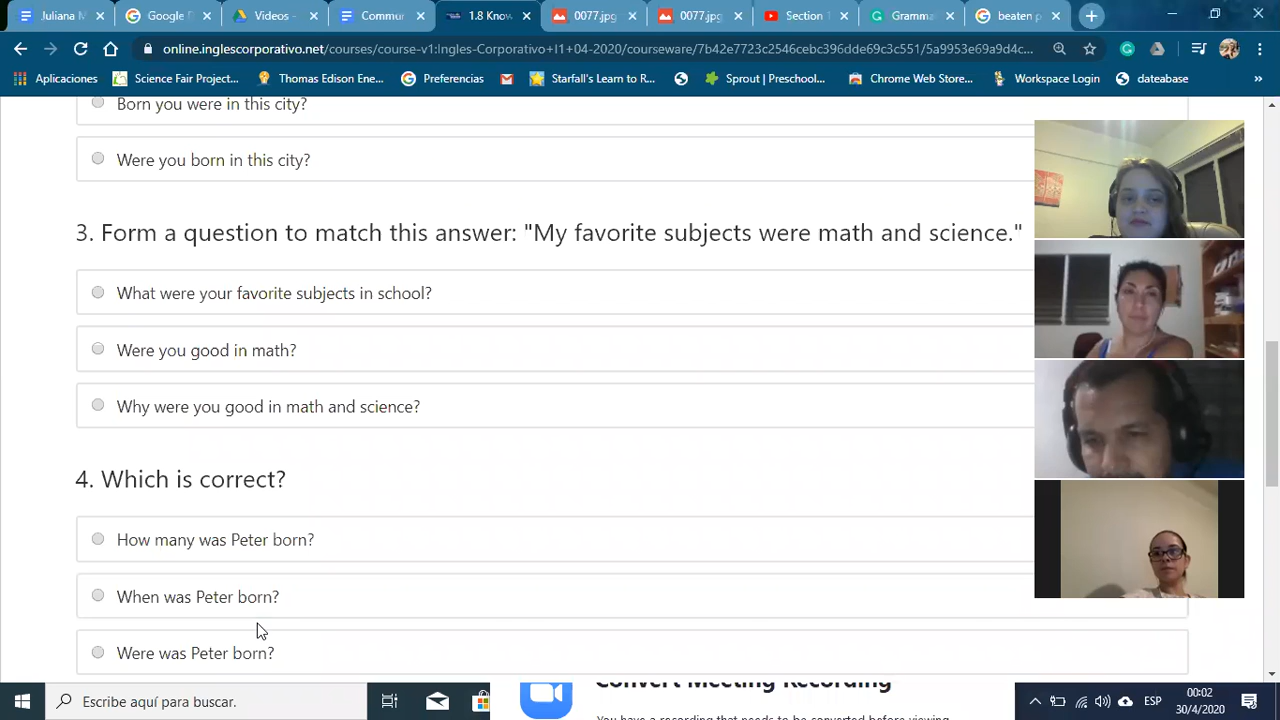 Juliana M
Google D
Videos -
Commur
1.8 Know
0077.jpg
0077.jpg
Section 1
Gramma
beaten p
online.inglescorporativo.net/courses/course-v1:Ingles-Corporativo+I1+04-2020/courseware/7b42e7723c2546cebc396dde69c3c551/5a9953e69a9d4c...
Aplicaciones
Science Fair Project...
Thomas Edison Ene...
Preferencias
Starfall's Learn to R...
Sprout | Preschool...
Chrome Web Store...
Workspace Login
dateabase
Born you were in this city?
Were you born in this city?
3. Form a question to match this answer: "My favorite subjects were math and science."
What were your favorite subjects in school?
Were you good in math?
Why were you good in math and science?
4. Which is correct?
How many was Peter born?
When was Peter born?
Were was Peter born?
Convert Meeting Recording
You have a recording that needs to be converted before viewing
Escribe aquí para buscar.
ESP
00:02
30/4/2020